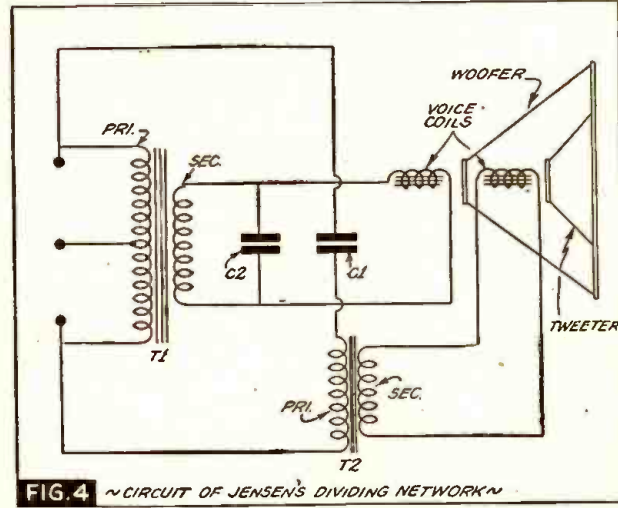 WOOFER
VOICE
COILS
PRI.
SEC.
C2
C1
TWEETER
T1
PRI.
SEC.
T2
FIG. 4 ~CIRCUIT OF JENSEN'S DIVIDING NETWORK~